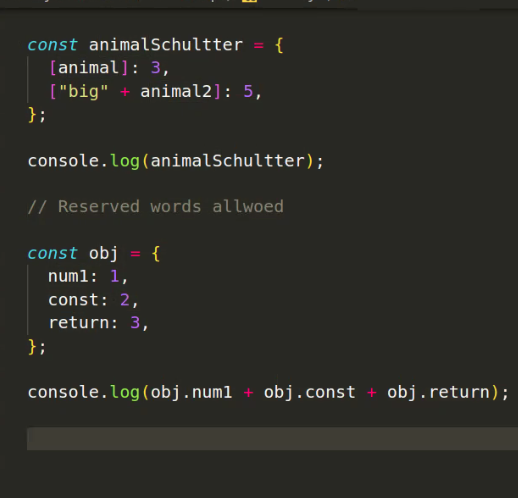 const animalSchultter = {
[animal]: 3,
["big" + animal2]: 5,
};
console.log(animalSchultter);
// Reserved words allwoed
const obj = {
num1: 1,
const: 2,
return: 3,
};
console.log(obj.num1 + obj.const + obj.return);